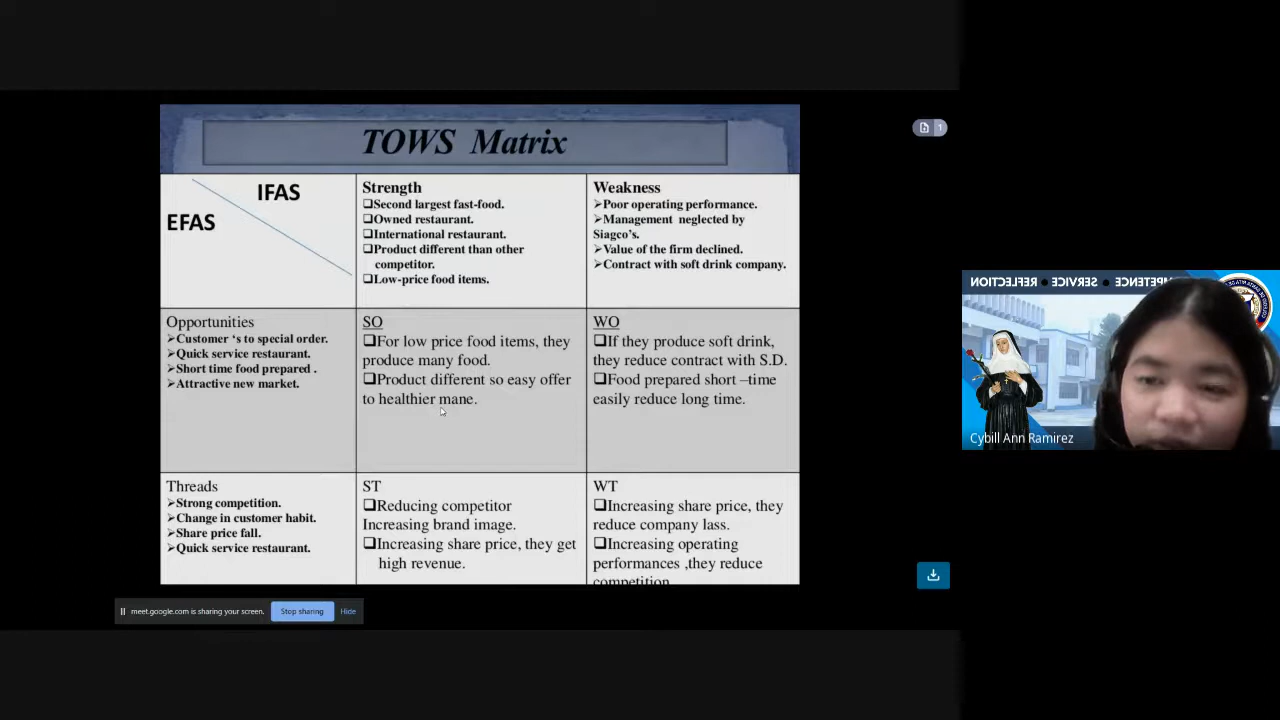 TOWS Matrix
IFAS
EFAS
Strength
Second largest fast-food.
Owned restaurant.
International restaurant.
Product different than other
competitor.
Low-price food items.
Weakness
Poor operating performance.
Management neglected by
Siagco's.
Value of the firm declined.
Contract with soft drink company.
Opportunities
Customer ‘s to special order.
Quick service restaurant.
Short time food prepared .
Attractive new market.
SO
For low price food items, they
produce many food.
Product different so easy offer
to healthier mane.
WO
If they produce soft drink,
they reduce contract with S.D.
Food prepared short –time
easily reduce long time.
Threads
Strong competition.
Change in customer habit.
Share price fall.
Quick service restaurant.
ST
Reducing competitor
Increasing brand image.
Increasing share price, they get
high revenue.
WT
Increasing share price, they
reduce company lass.
Increasing operating
performances ,they reduce
competition
1
meet.google.com is sharing your screen.
Stop sharing
Hide
REFLECTION • SERVICE •
Cybill Ann Ramirez